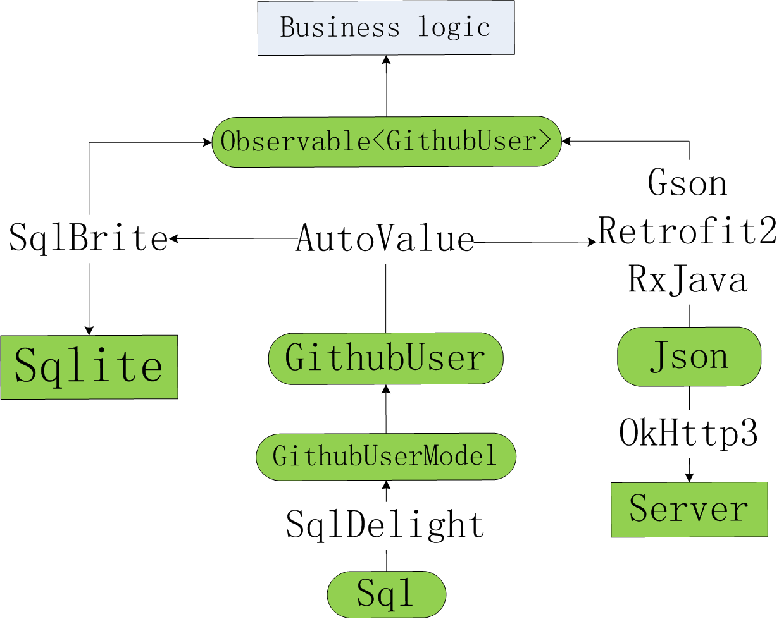 Business logic
Observable<GithubUser>
Gson
SqlBrite
AutoValue
Retrofit2
RxJava
Sqlite
GithubUser
Json
OkHttp3
GithubUserModel
Server
SqlDelight
Sql